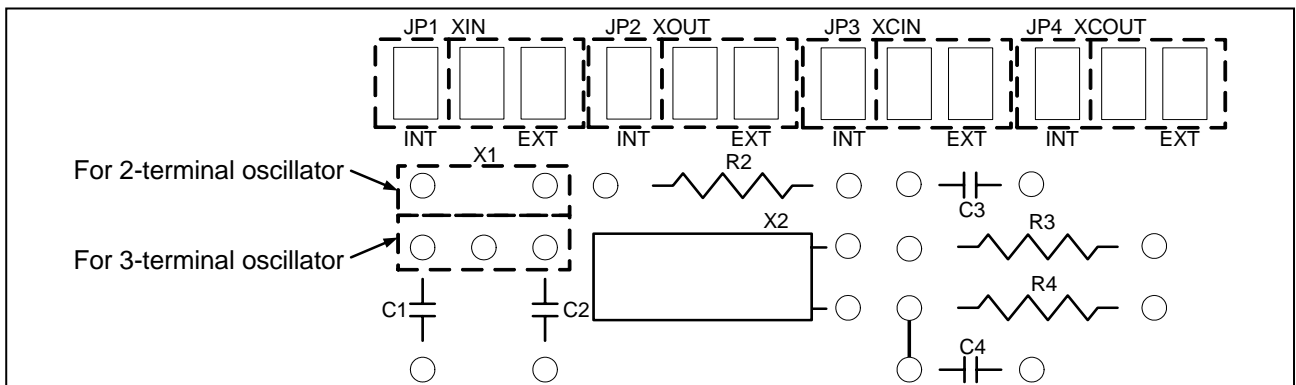 JP1 XIN JP2 XOUT JP3 XCIN JP4 XCOUT
INT EXT INT EXT INT EXT INT EXT
X1
For 2-terminal oscillator
R2
C3
X2
R3
For 3-terminal oscillator
R4
C1
C2
C4